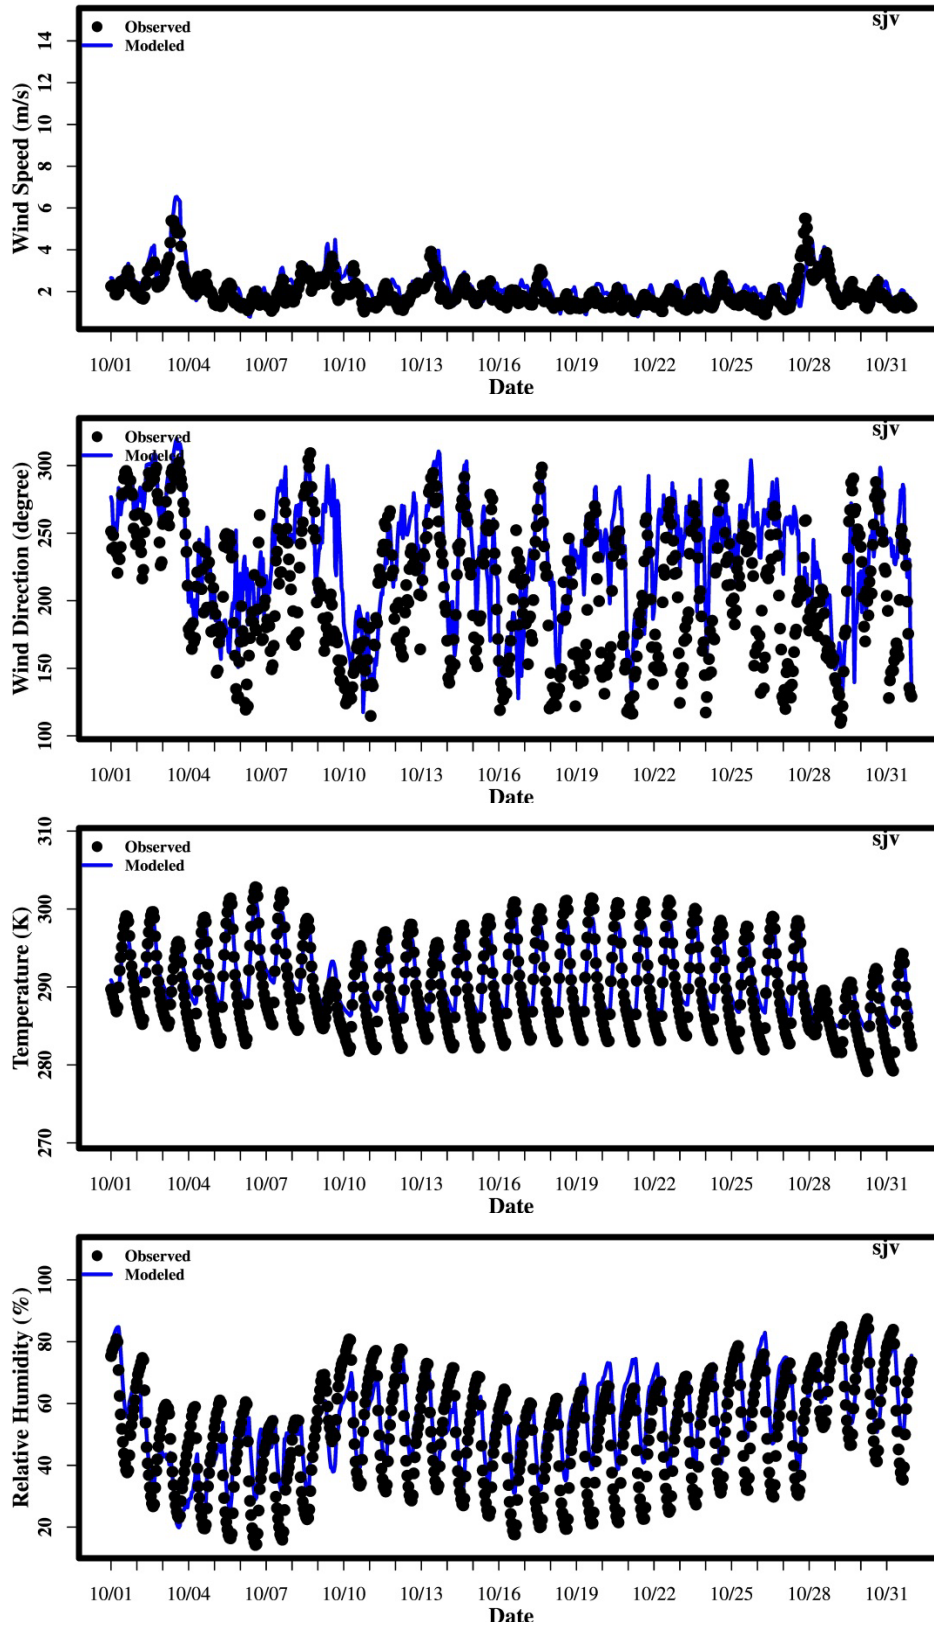 sjv
Observed
Modeled
Wind Speed (m/s)
14
12
10
8
6
4
2
10/01 10/04 10/07 10/10 10/13 10/16 10/19 10/22 10/25 10/28 10/31
Date
sjv
Observed
Modeled
Wind Direction (degree)
300
250
200
150
100
10/01 10/04 10/07 10/10 10/13 10/16 10/19 10/22 10/25 10/28 10/31
Date
sjv
Observed
Modeled
Temperature (K)
310
300
290
280
270
10/01 10/04 10/07 10/10 10/13 10/16 10/19 10/22 10/25 10/28 10/31
Date
sjv
Observed
Modeled
Relative Humidity (%)
100
80
60
40
20
10/01 10/04 10/07 10/10 10/13 10/16 10/19 10/22 10/25 10/28 10/31
Date